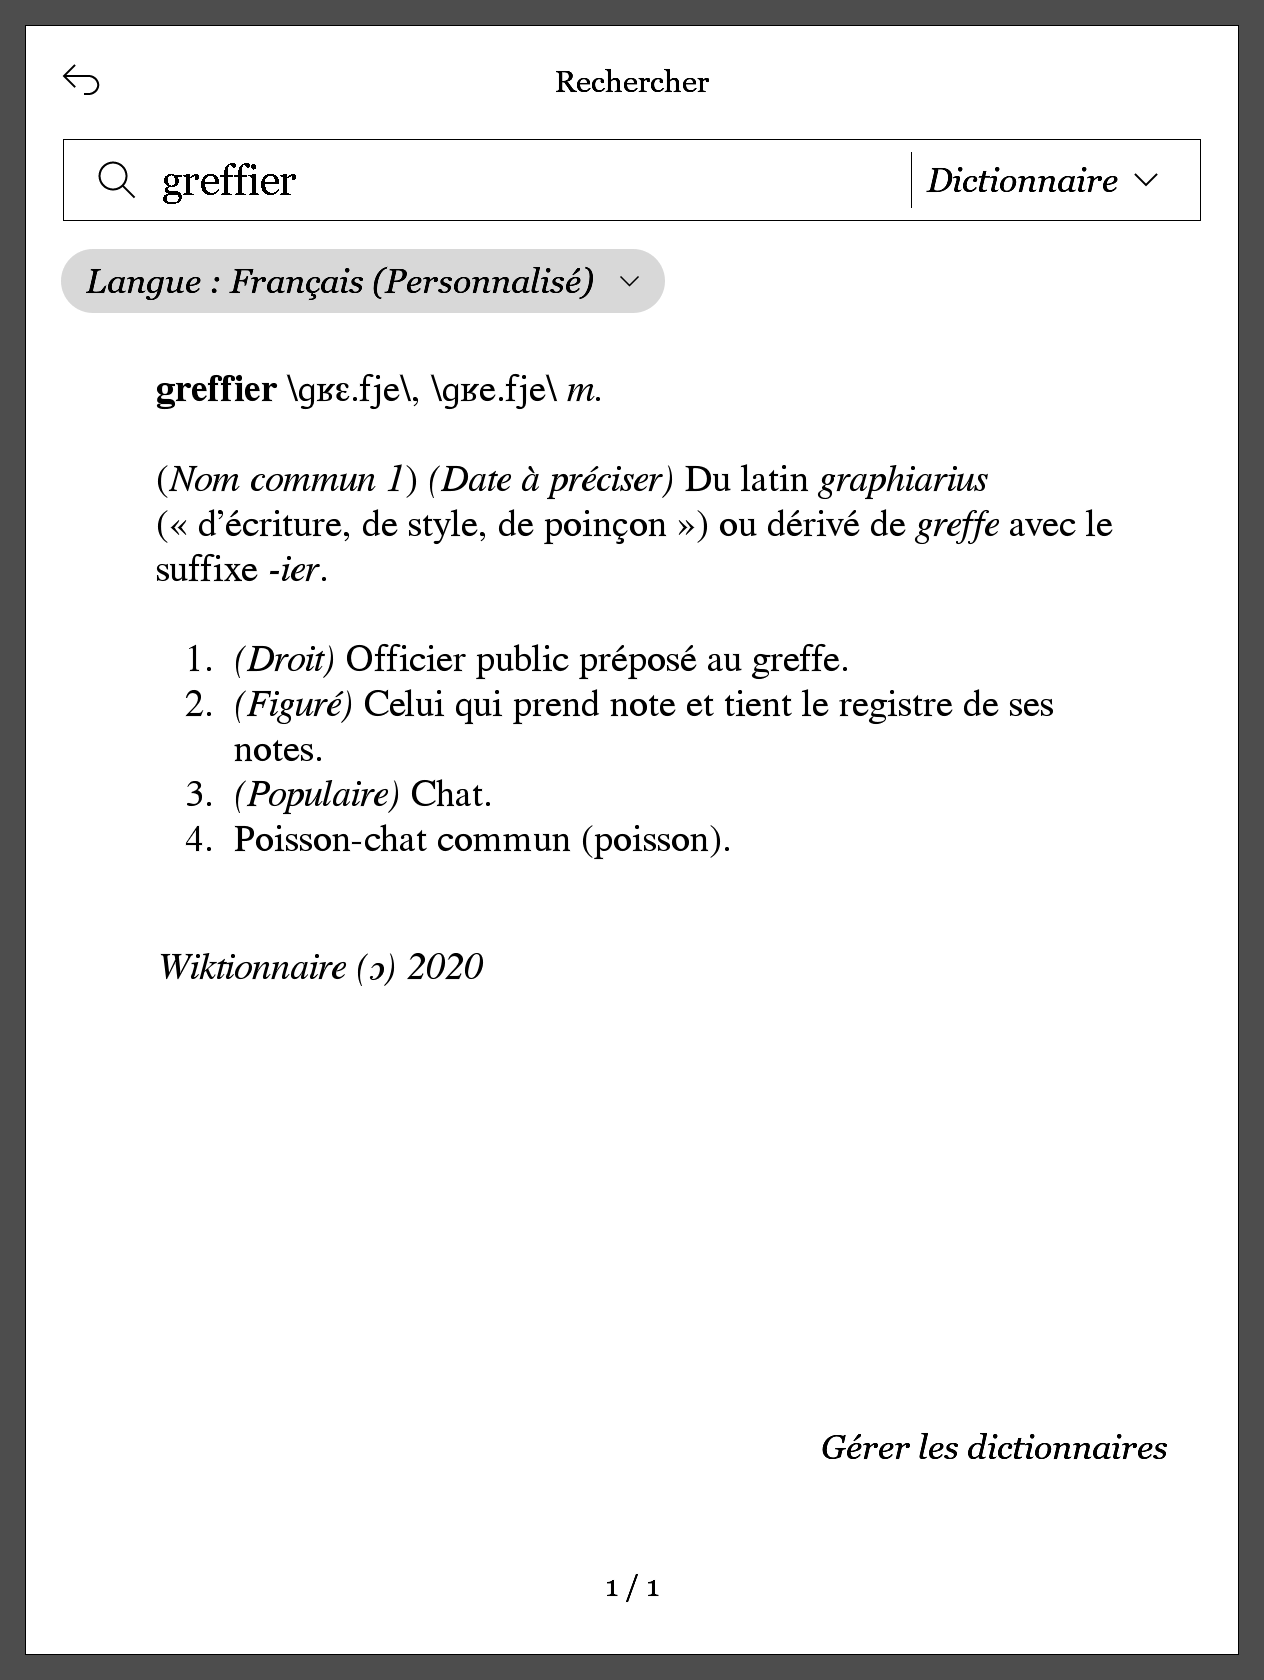 Rechercher
greffier
Dictionnaire
Langue : Français (Personnalisé)
greffier \gʁɛ.fje\, \gʁe.fje\ m.
(Nom commun 1) (Date à préciser) Du latin graphiarius
(« d’écriture, de style, de poinçon ») ou dérivé de greffe avec le
suffixe -ier.
1. (Droit) Officier public préposé au greffe.
2. (Figuré) Celui qui prend note et tient le registre de ses
notes.
3. (Populaire) Chat.
4. Poisson-chat commun (poisson).
Wiktionnaire (ɔ) 2020
Gérer les dictionnaires
1 / 1